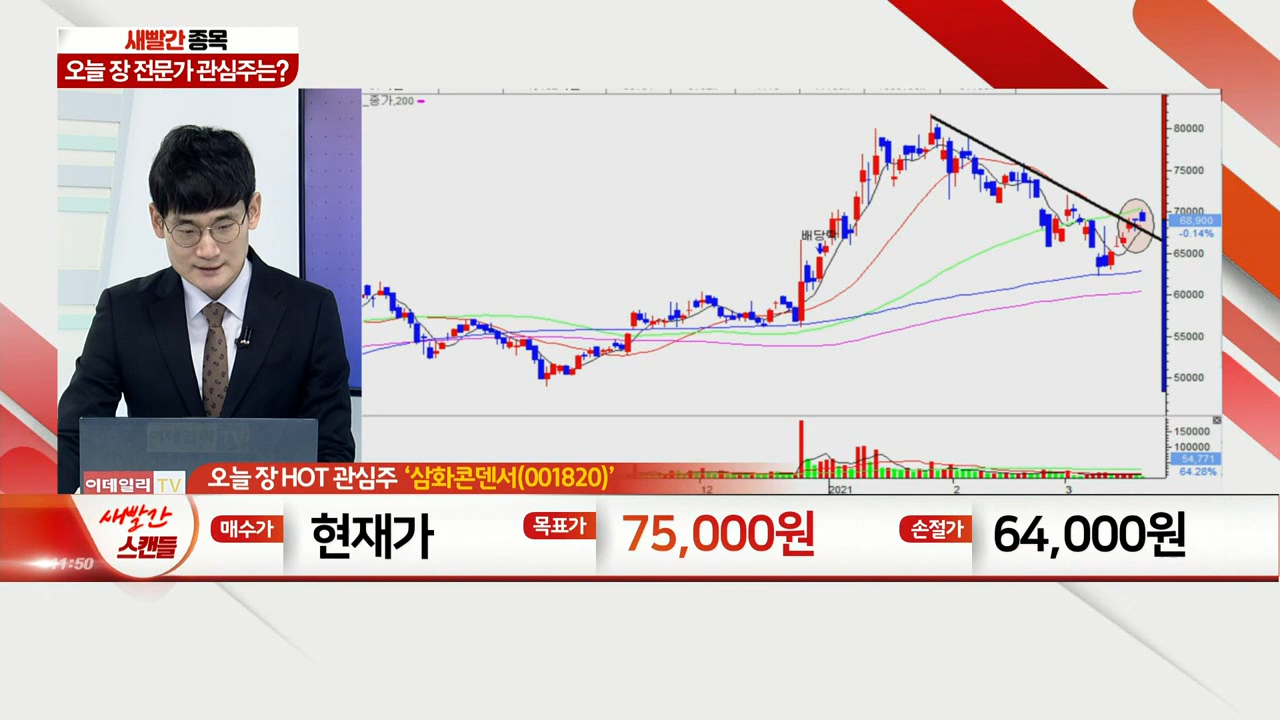 새빨간 종목
오늘 장 전문가 관심주는?
종가,200
80000
75000
70000
68,900
-0.14%
65000
60000
55000
50000
배당락
150000
100000
54,771
64.28%
12
2021
2
3
이데일리 TV
오늘 장 HOT 관심주 '삼화콘덴서(001820)'
새빨간
스캔들
11:50
매수가
현재가
목표가
75,000원
손절가
64,000원